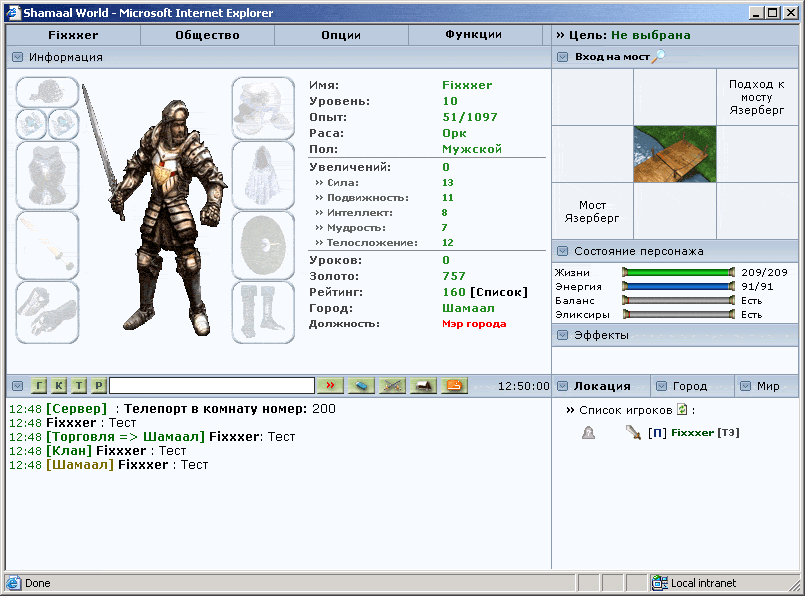 Shamaal World - Microsoft Internet Explorer
Fixxxer Общество Опции Функции
Информация
Имя: Fixxxer
Уровень: 10
Опыт: 51/1097
Раса: Орк
Пол: Мужской
Увеличений: 0
» Сила: 13
» Подвижность: 11
» Интеллект: 8
» Мудрость: 7
» Телосложение: 12
Уроков: 0
Золото: 757
Рейтинг: 160 [Список]
Город: Шамаал
Должность: Мэр города
» Цель: Не выбрана
Вход на мост
Подход к
мосту
Язерберг
Мост
Язерберг
Состояние персонажа
Жизни 209/209
Энергия 91/91
Баланс Есть
Эликсиры Есть
Эффекты
Г К Т Р » 12:50:00
12:48 [Сервер] : Телепорт в комнату номер: 200
12:48 Fixxxer : Тест
12:48 [Торговля => Шамаал] Fixxxer: Тест
12:48 [Клан] Fixxxer : Тест
12:48 [Шамаал] Fixxxer : Тест
Локация Город Мир
» Список игроков :
[П] Fixxxer [ТЭ]
Done Local intranet